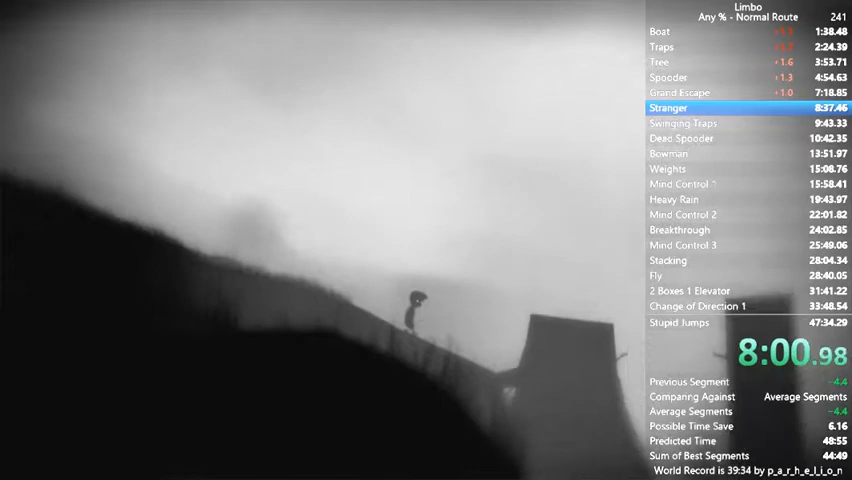 Limbo
Any % - Normal Route 241
Boat 1:38.48
Traps 2:24.39
Tree +1.6 3:53.71
Spooder +1.3 4:54.63
Grand Escape +1.0 7:18.85
Stranger 8:37.46
Swinging Traps 9:43.33
Dead Spooder 10:42.35
Bowman 13:51.97
Weights 15:08.76
Mind Control 15:58.41
Heavy Rain 19:43.97
Mind Control 2 22:01.82
Breakthrough 24:02.85
Mind Control 3 25:49.06
Stacking 28:04.34
Fly 28:40.05
2 Boxes 1 Elevator 31:41.22
Change of Direction 1 33:48.54
Stupid Jumps 47:34.29
8:00.98
Previous Segment -4.4
Comparing Against Average Segments
Average Segments -4.4
Possible Time Save 6.16
Predicted Time 48:55
Sum of Best Segments 44:49
World Record is 39:34 by p_a_r_h_e_l_i_o_n